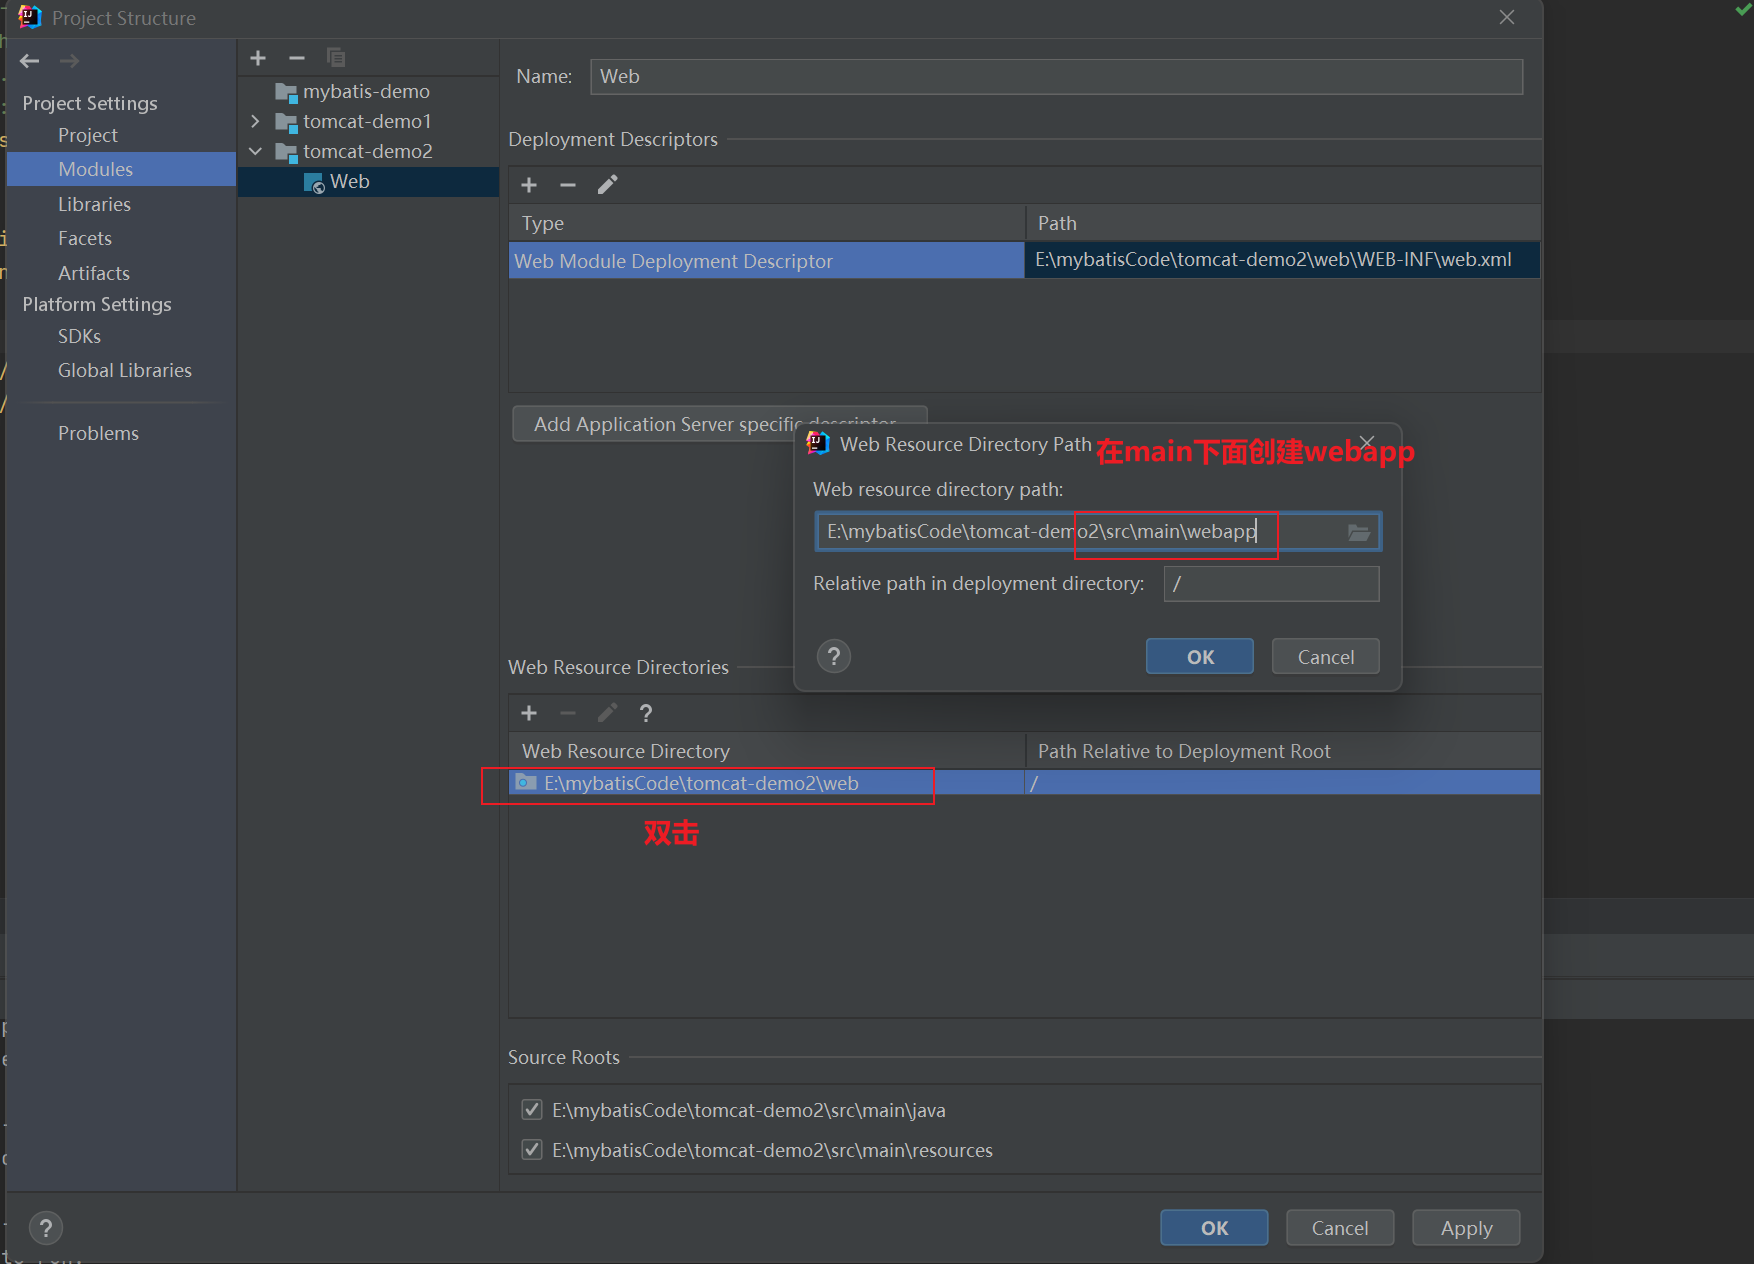 Project Structure
Project Settings
Project
Modules
Libraries
Facets
Artifacts
Platform Settings
SDKs
Global Libraries
Problems
mybatis-demo
tomcat-demo1
tomcat-demo2
Web
Name: Web
Deployment Descriptors
Type Path
Web Module Deployment Descriptor E:\mybatisCode\tomcat-demo2\web\WEB-INF\web.xml
Add Application Server specific descriptor
Web Resource Directory Path
在main下面创建webapp
Web resource directory path:
E:\mybatisCode\tomcat-demo2\src\main\webapp
Relative path in deployment directory: /
? OK Cancel
Web Resource Directories
?
Web Resource Directory Path Relative to Deployment Root
E:\mybatisCode\tomcat-demo2\web /
双击
Source Roots
E:\mybatisCode\tomcat-demo2\src\main\java
E:\mybatisCode\tomcat-demo2\src\main\resources
? OK Cancel Apply